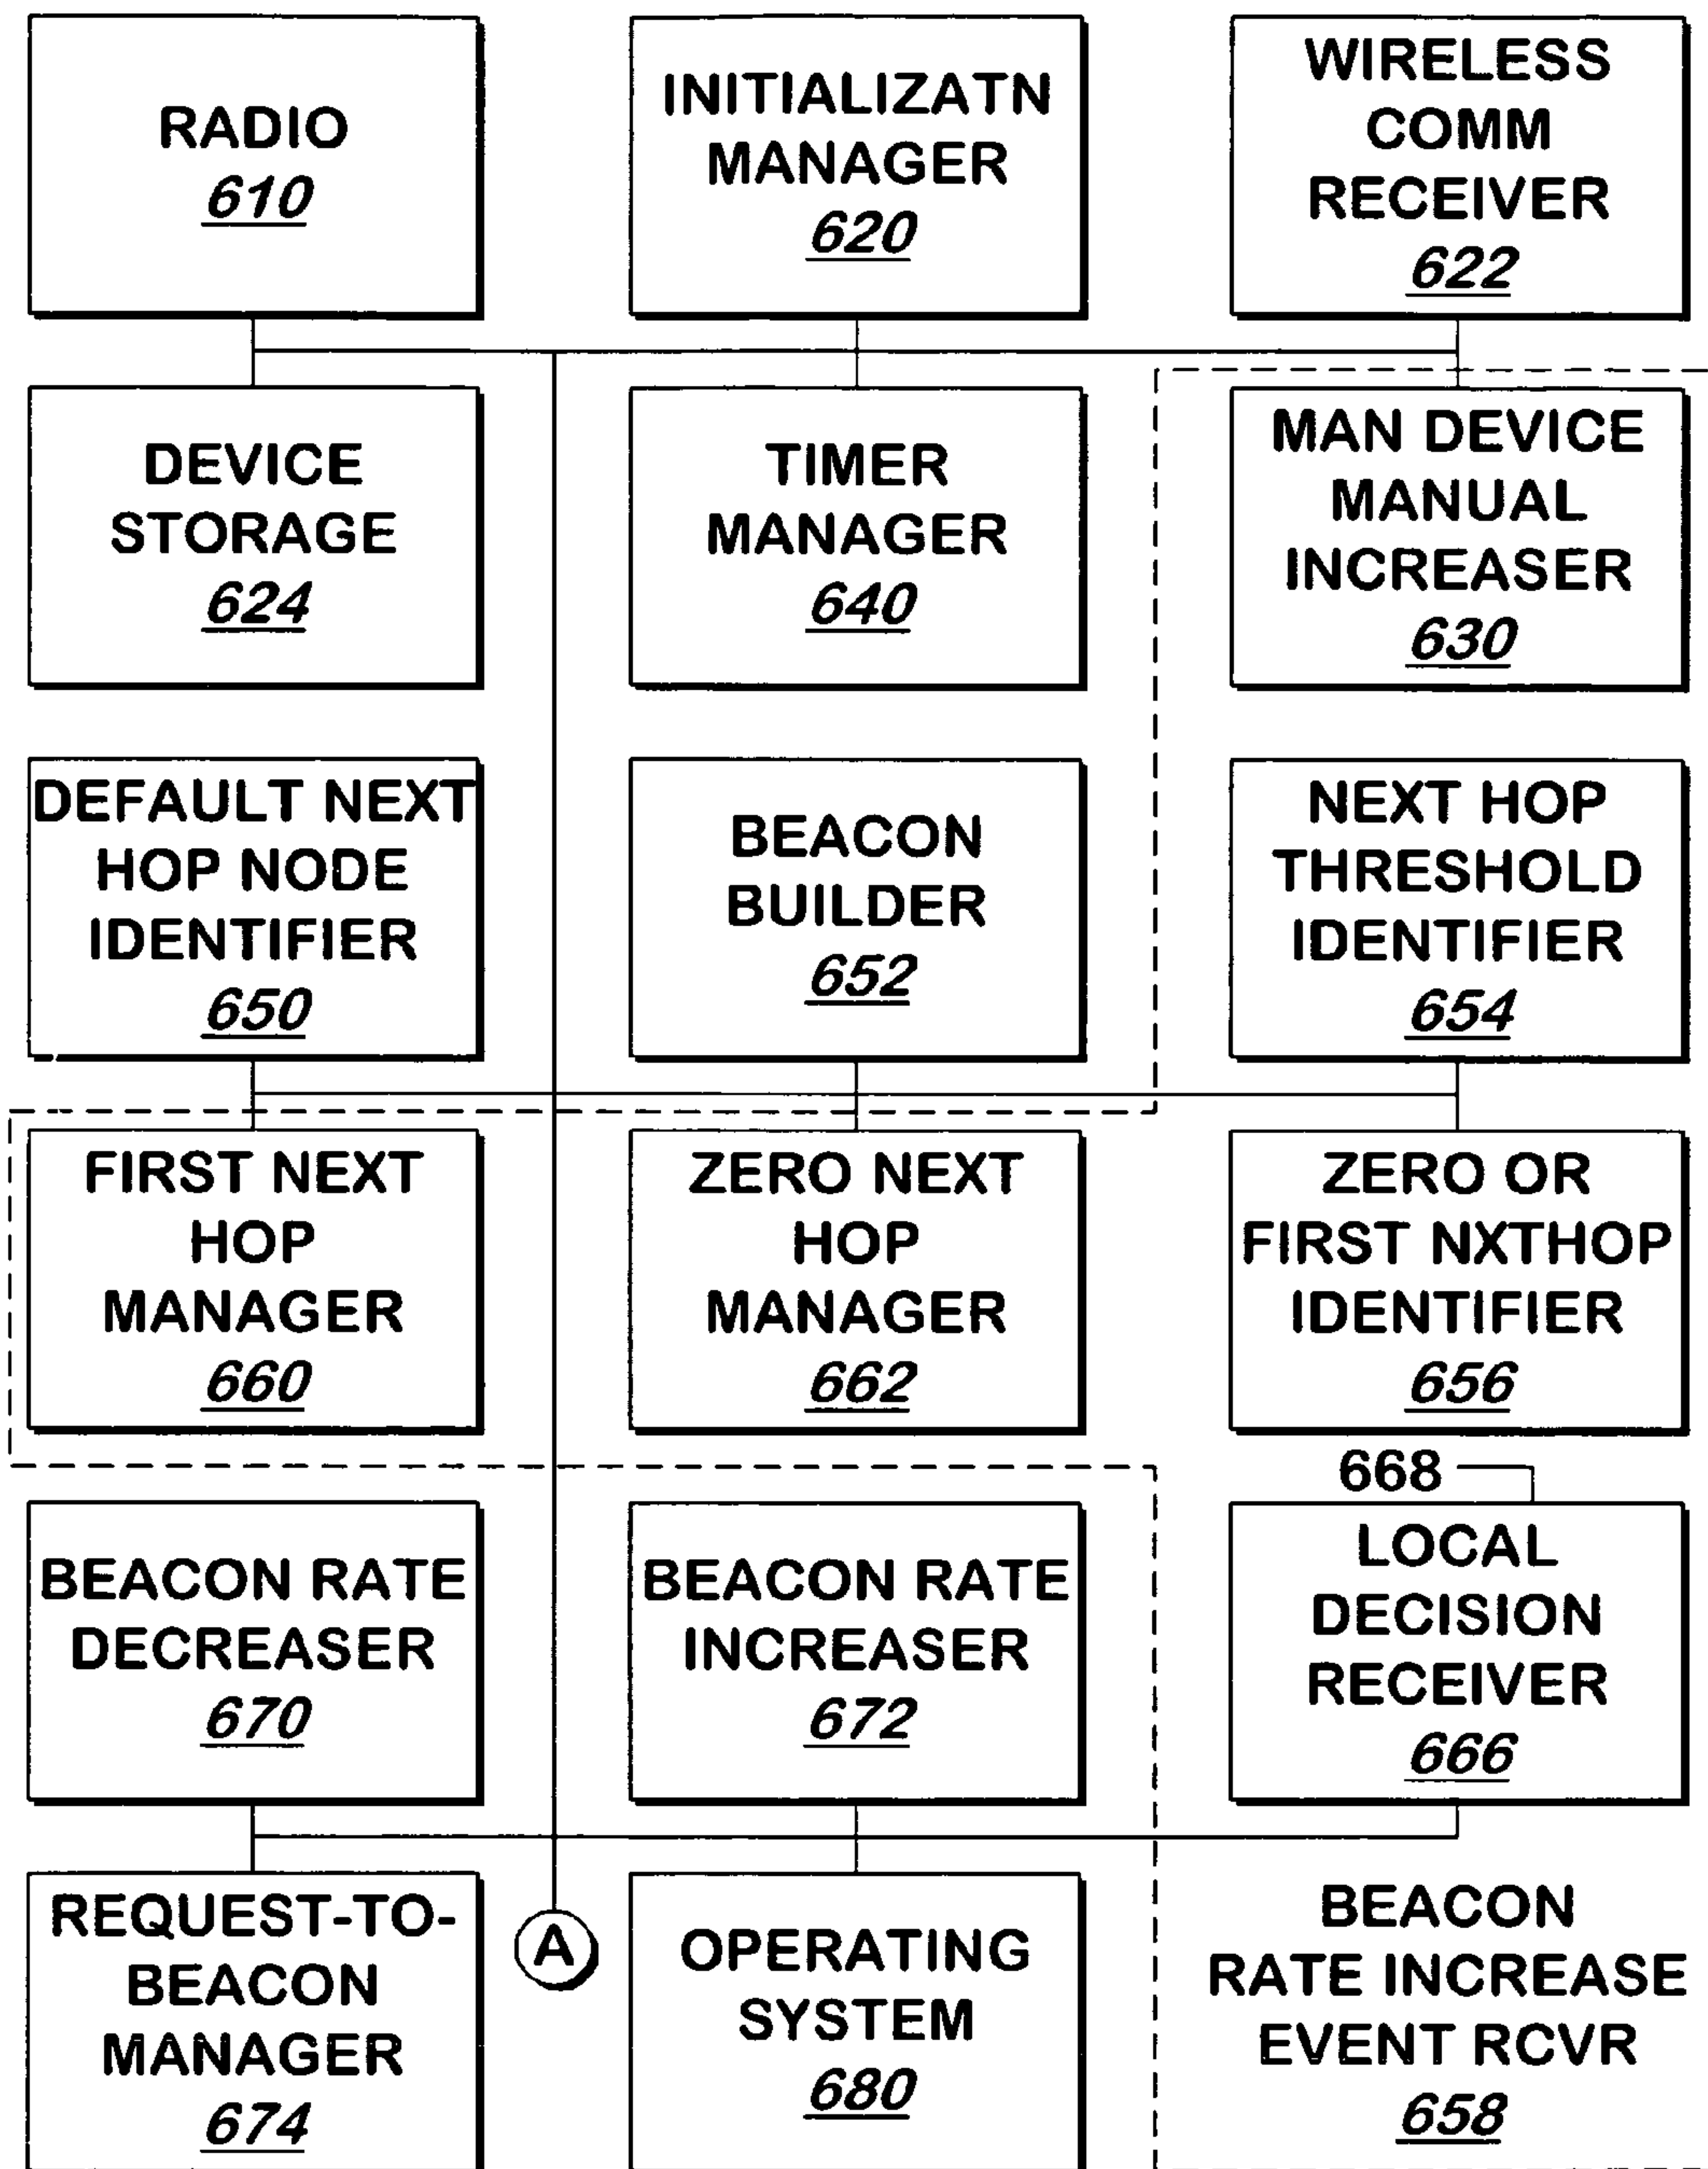 RADIO
610
INITIALIZATN
MANAGER
620
WIRELESS
COMM
RECEIVER
622
DEVICE
STORAGE
624
TIMER
MANAGER
640
MAN DEVICE
MANUAL
INCREASER
630
DEFAULT NEXT
HOP NODE
IDENTIFIER
650
BEACON
BUILDER
652
NEXT HOP
THRESHOLD
IDENTIFIER
654
FIRST NEXT
HOP
MANAGER
660
ZERO NEXT
HOP
MANAGER
662
ZERO OR
FIRST NXTHOP
IDENTIFIER
656
BEACON RATE
DECREASER
670
BEACON RATE
INCREASER
672
668
LOCAL
DECISION
RECEIVER
666
REQUEST-TO-
BEACON
MANAGER
674
A
OPERATING
SYSTEM
680
BEACON
RATE INCREASE
EVENT RCVR
658